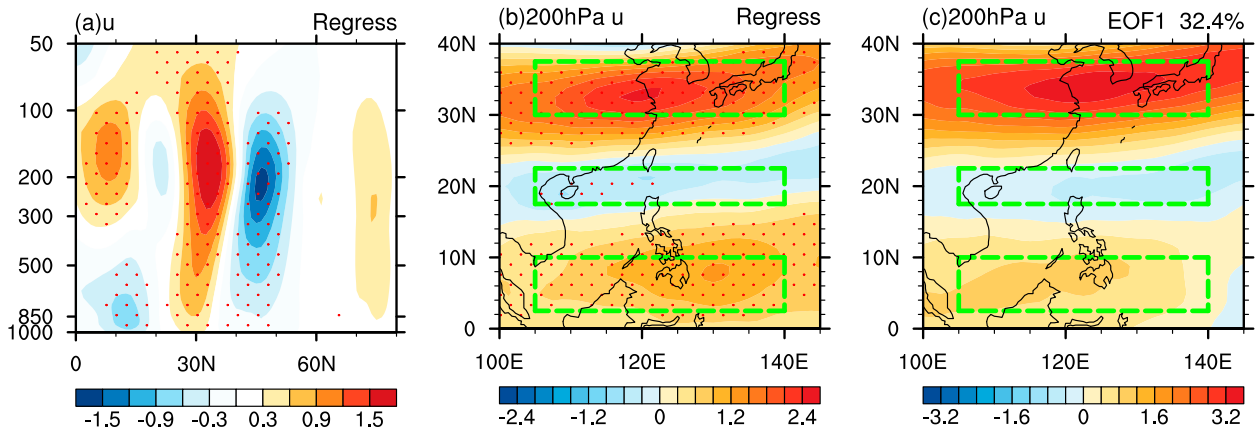 (a)u Regress
50
100
200
300
500
850
1000
0 30N 60N
-1.5 -0.9 -0.3 0.3 0.9 1.5
(b)200hPa u Regress
40N
30N
20N
10N
0
100E 120E 140E
-2.4 -1.2 0 1.2 2.4
(c)200hPa u EOF1 32.4%
40N
30N
20N
10N
0
100E 120E 140E
-3.2 -1.6 0 1.6 3.2